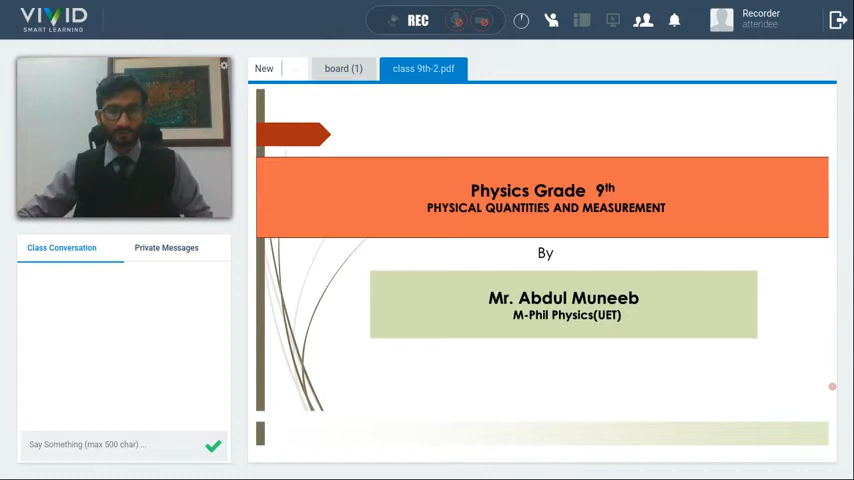 VIVID
SMART LEARNING
REC
Recorder
attendee
New
board (1)
class 9th-2.pdf
Physics Grade 9th
PHYSICAL QUANTITIES AND MEASUREMENT
By
Mr. Abdul Muneeb
M-Phil Physics(UET)
Class Conversation
Private Messages
Say Something (max 500 char) ...